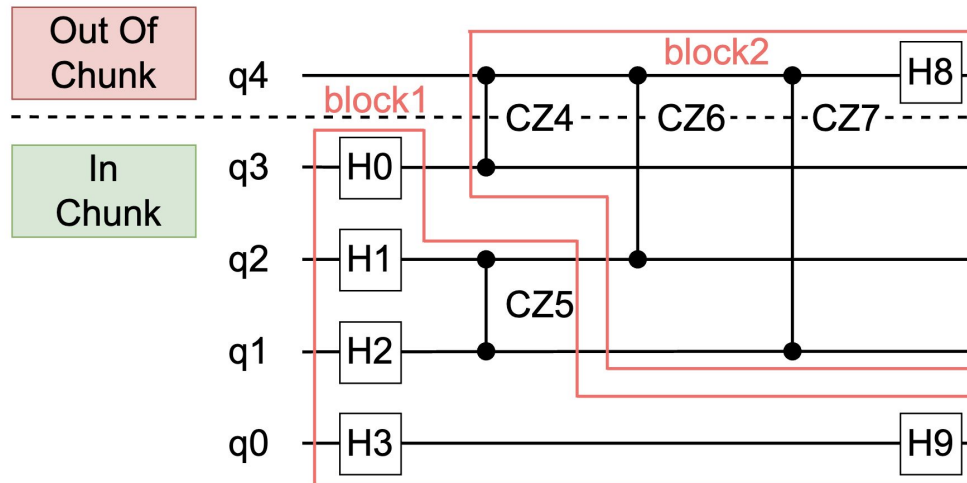 Out Of
Chunk
q4
block1
block2
H8
CZ4
CZ6
CZ7
In
Chunk
q3
H0
q2
H1
CZ5
q1
H2
q0
H3
H9